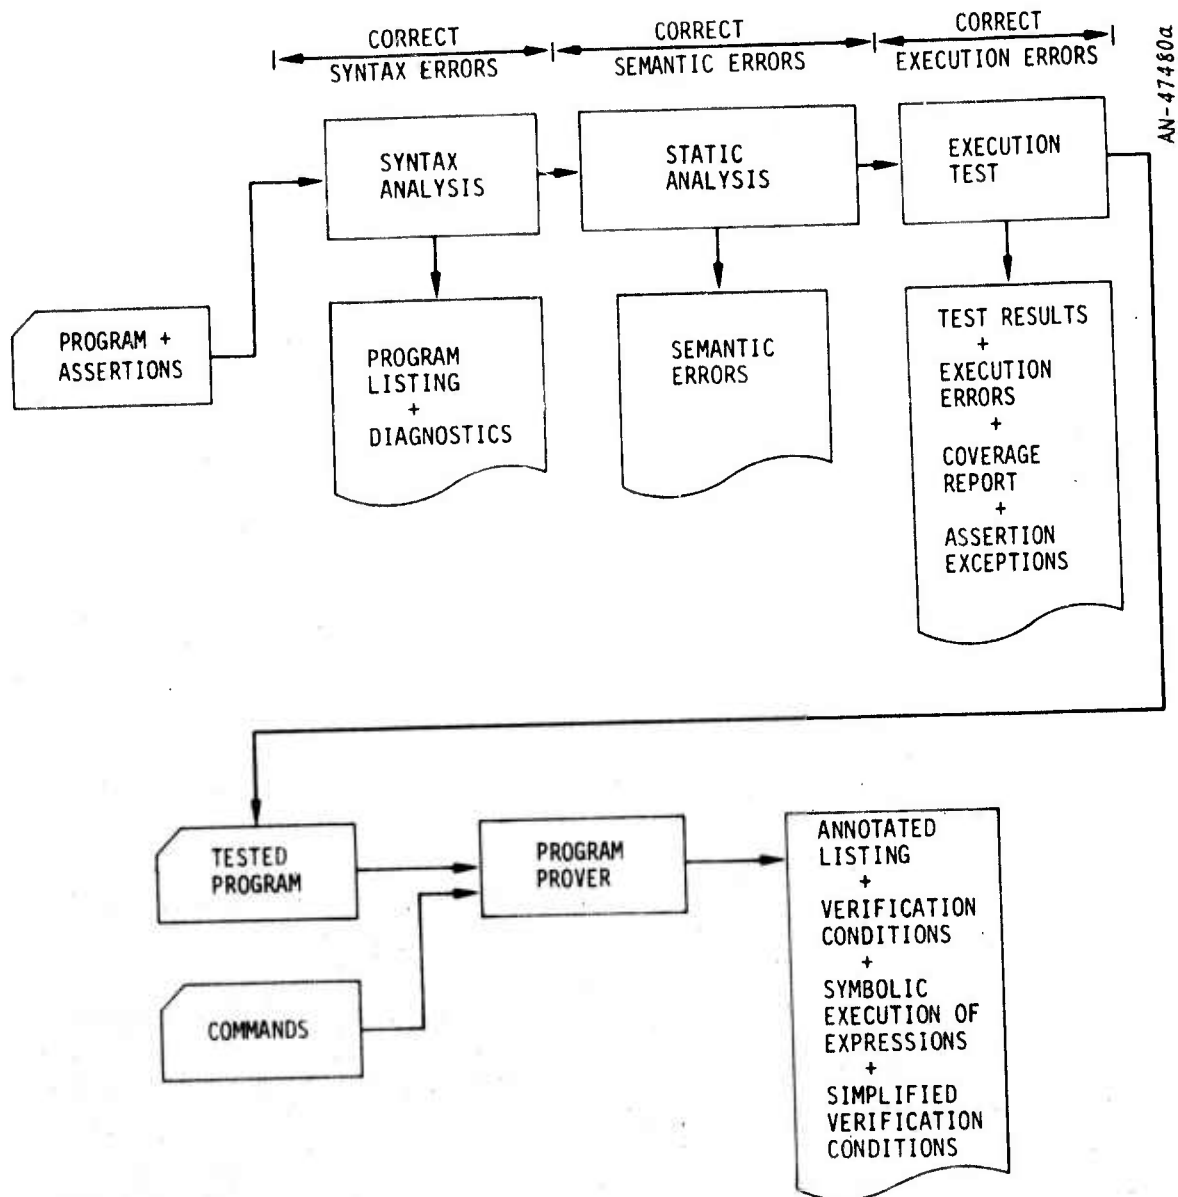 CORRECT
SYNTAX ERRORS
CORRECT
SEMANTIC ERRORS
CORRECT
EXECUTION ERRORS
AN-47480a
SYNTAX
ANALYSIS
STATIC
ANALYSIS
EXECUTION
TEST
PROGRAM +
ASSERTIONS
PROGRAM
LISTING
+
DIAGNOSTICS
SEMANTIC
ERRORS
TEST RESULTS
+
EXECUTION
ERRORS
+
COVERAGE
REPORT
+
ASSERTION
EXCEPTIONS
TESTED
PROGRAM
PROGRAM
PROVER
COMMANDS
ANNOTATED
LISTING
+
VERIFICATION
CONDITIONS
+
SYMBOLIC
EXECUTION OF
EXPRESSIONS
+
SIMPLIFIED
VERIFICATION
CONDITIONS